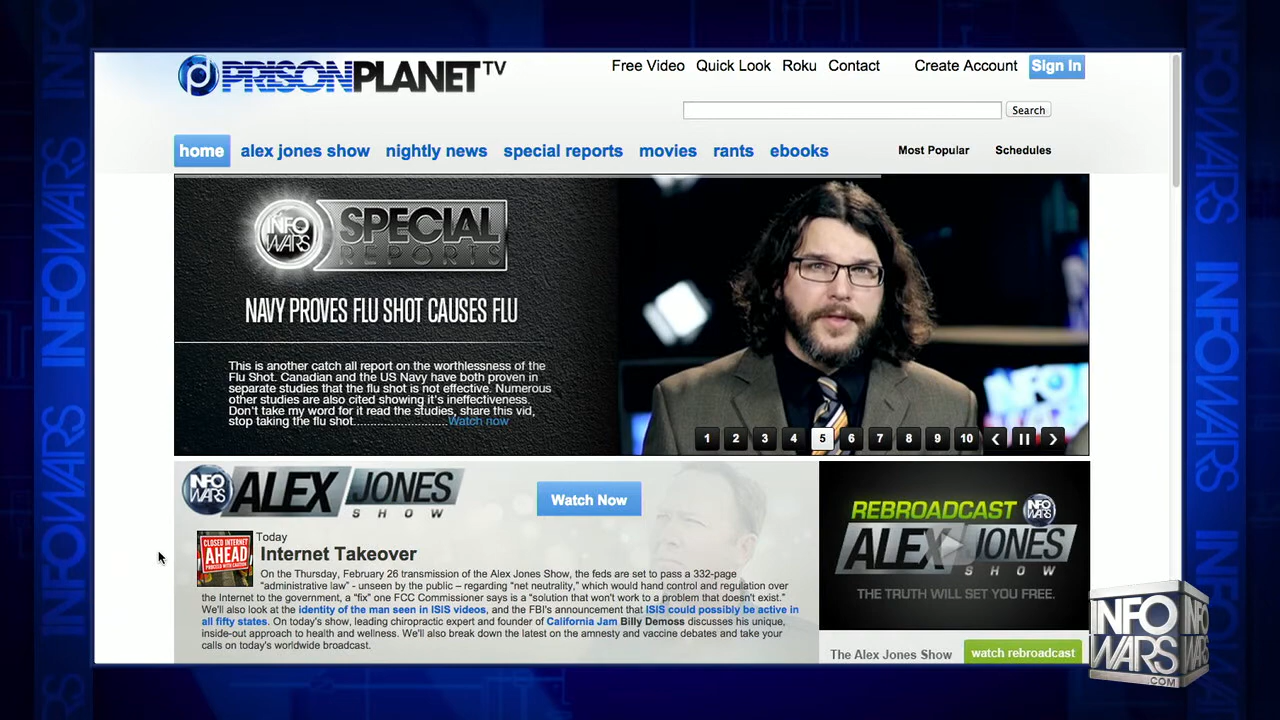 PRISONPLANET TV
Free Video Quick Look Roku Contact Create Account Sign In
Search
home alex jones show nightly news special reports movies rants ebooks Most Popular Schedules
INFO
WARS
SPECIAL
REPORTS
NAVY PROVES FLU SHOT CAUSES FLU
This is another catch all report on the worthlessness of the
Flu Shot. Canadian and the US Navy have both proven in
separate studies that the flu shot is not effective. Numerous
other studies are also cited showing it's ineffectiveness.
Don't take my word for it read the studies, share this vid,
stop taking the flu shot..........................Watch now
1 2 3 4 5 6 7 8 9 10
INFO
WARS
ALEX JONES
SHOW
Watch Now
CLOSED INTERNET
AHEAD
PROCEED WITH CAUTION
Today
Internet Takeover
On the Thursday, February 26 transmission of the Alex Jones Show, the feds are set to pass a 332-page
"administrative law" - unseen by the public – regarding "net neutrality," which would hand control and regulation over
the Internet to the government, a "fix" one FCC Commissioner says is a "solution that won't work to a problem that doesn't exist."
We'll also look at the identity of the man seen in ISIS videos, and the FBI's announcement that ISIS could possibly be active in
all fifty states. On today's show, leading chiropractic expert and founder of California Jam Billy Demoss discusses his unique,
inside-out approach to health and wellness. We'll also break down the latest on the amnesty and vaccine debates and take your
calls on today's worldwide broadcast.
REBROADCAST
INFO
WARS
ALEX JONES
SHOW
THE TRUTH WILL SET YOU FREE.
The Alex Jones Show watch rebroadcast
INFO
WARS
.COM
INFOWARS
INFOWARS
INFOWARS
INFOWARS